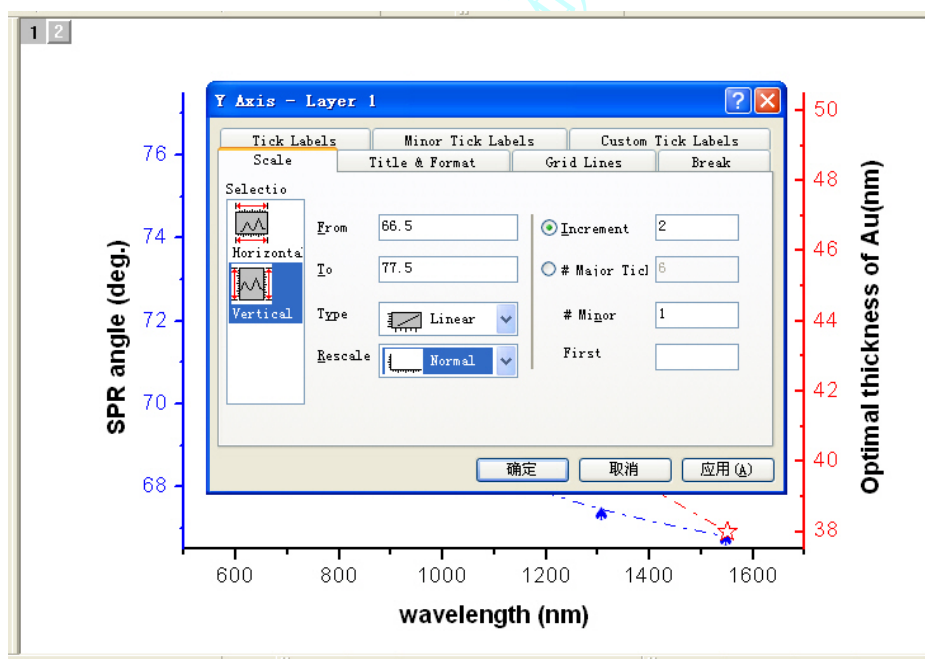 1 2
Y Axis - Layer 1
Tick Labels Minor Tick Labels Custom Tick Labels
Scale Title & Format Grid Lines Break
Selectio
Horizonta
Vertical
From 66.5
To 77.5
Type Linear
Rescale Normal
Increment 2
# Major Ticl 6
# Minor 1
First
确定 取消 应用(A)
SPR angle (deg.)
76
74
72
70
68
50
48
46
44
42
40
38
Optimal thickness of Au(nm)
600 800 1000 1200 1400 1600
wavelength (nm)